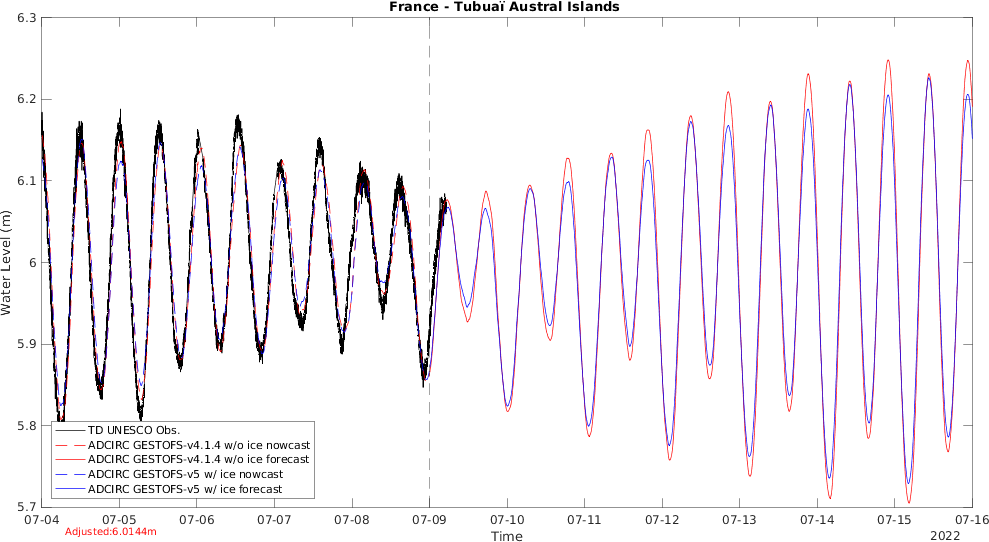 France - Tubuaï Austral Islands
6.3
6.2
6.1
6
5.9
5.8
5.7
Water Level (m)
TD UNESCO Obs.
ADCIRC GESTOFS-v4.1.4 w/o ice nowcast
ADCIRC GESTOFS-v4.1.4 w/o ice forecast
ADCIRC GESTOFS-v5 w/ ice nowcast
ADCIRC GESTOFS-v5 w/ ice forecast
07-04 07-05 07-06 07-07 07-08 07-09 07-10 07-11 07-12 07-13 07-14 07-15 07-16
Adjusted:6.0144m
Time
2022